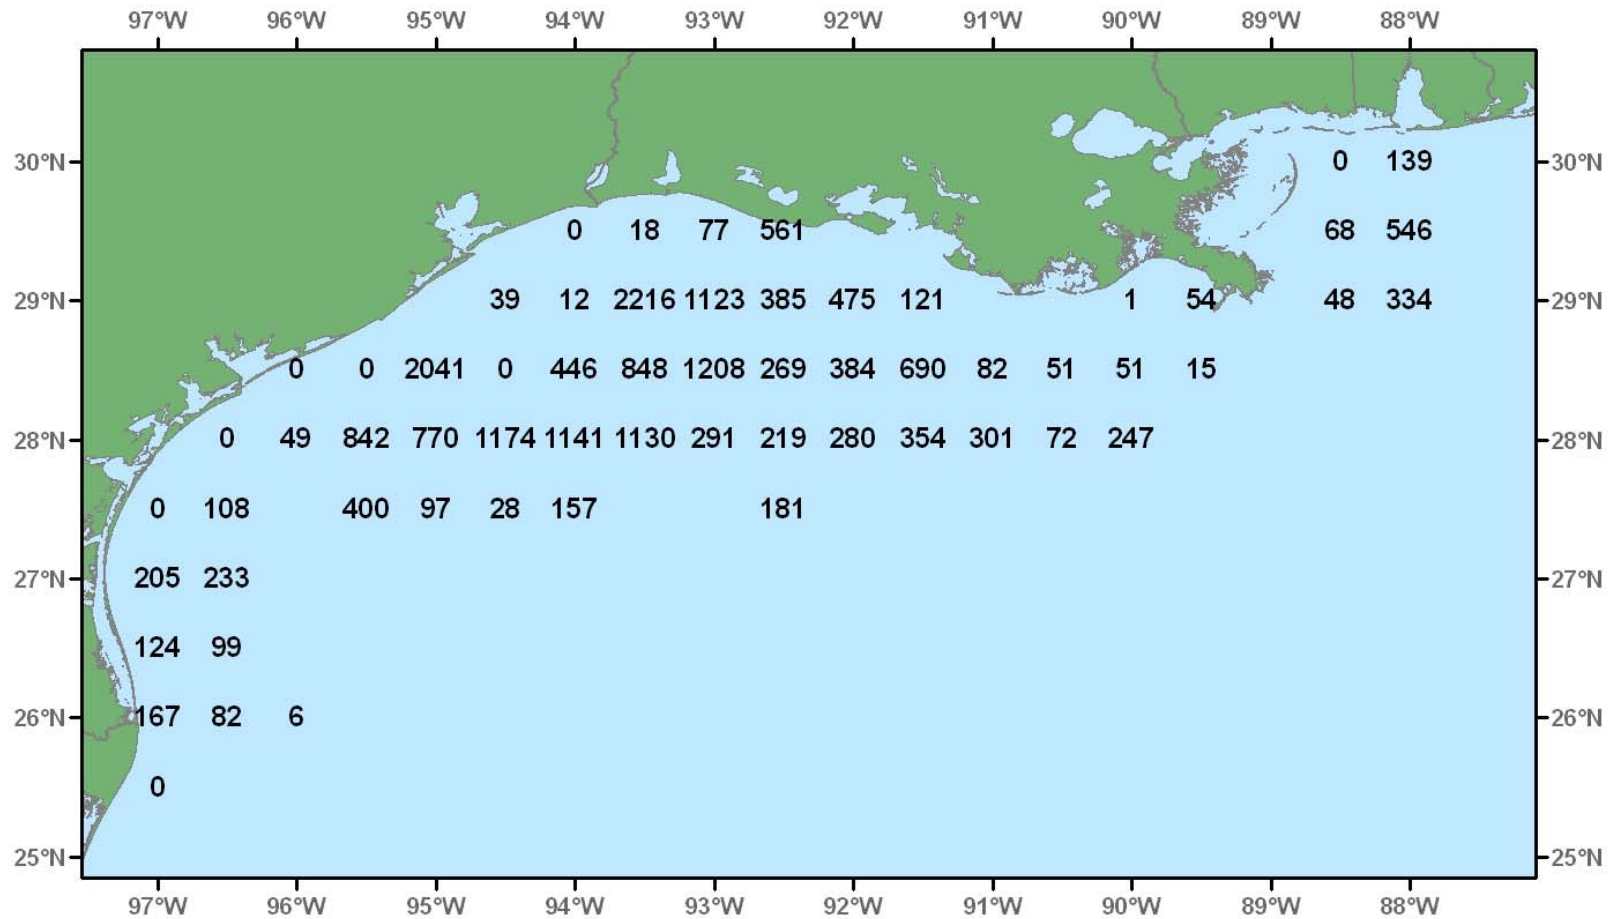 97°W 96°W 95°W 94°W 93°W 92°W 91°W 90°W 89°W 88°W
30°N 0 139 30°N
0 18 77 561 68 546
29°N 39 12 2216 1123 385 475 121 1 54 48 334 29°N
0 0 2041 0 446 848 1208 269 384 690 82 51 51 15
28°N 0 49 842 770 1174 1141 1130 291 219 280 354 301 72 247 28°N
0 108 400 97 28 157 181
27°N 205 233 27°N
124 99
26°N 167 82 6 26°N
0
25°N 25°N
97°W 96°W 95°W 94°W 93°W 92°W 91°W 90°W 89°W 88°W